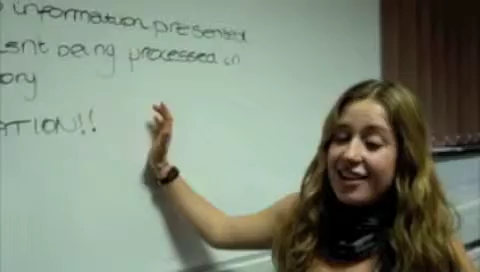 information presented
isnt being processed in
ory
ATION!!